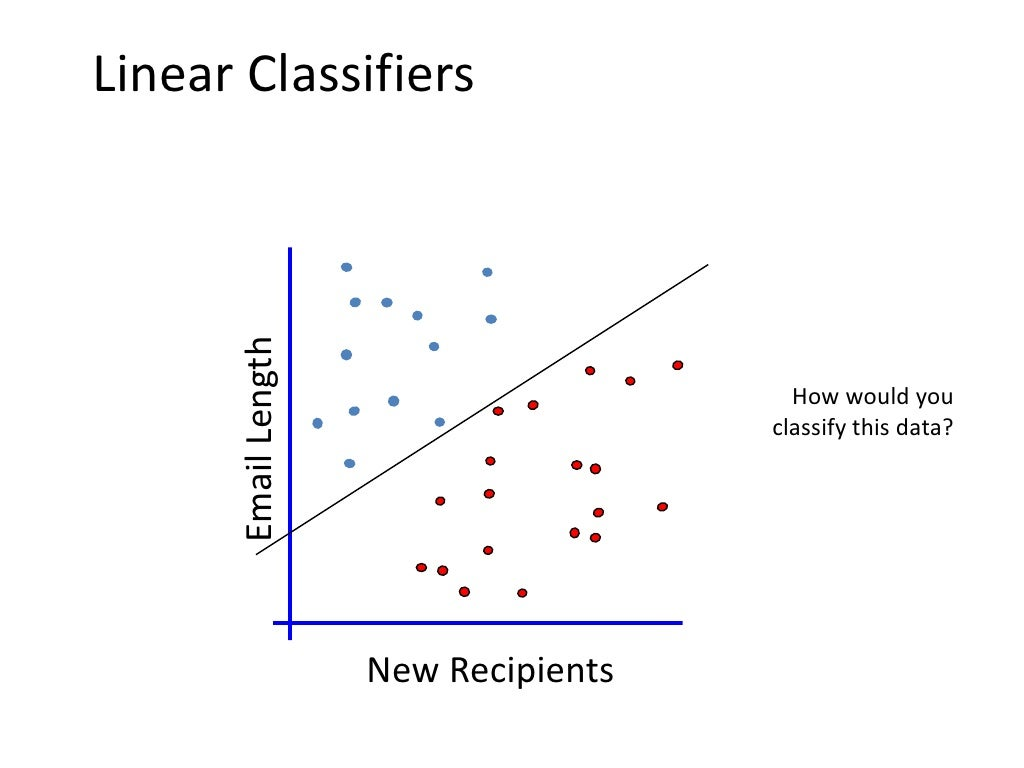 Linear Classifiers
Email Length
How would you
classify this data?
New Recipients